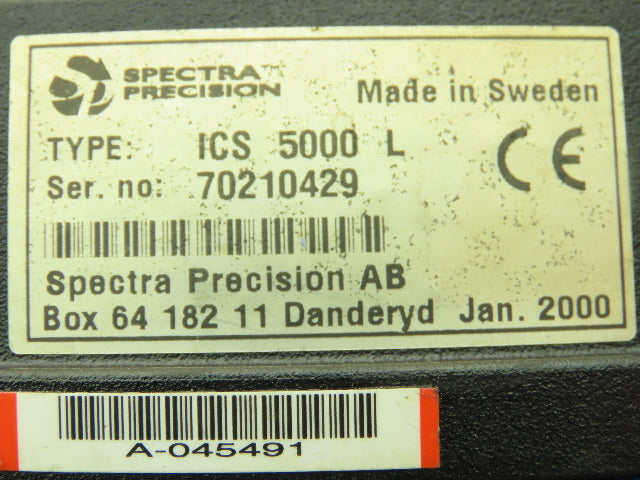 SPECTRA™
PRECISION
Made in Sweden
TYPE: ICS 5000 L
CE
Ser. no: 70210429
Spectra Precision AB
Box 64 182 11 Danderyd Jan. 2000
A-045491